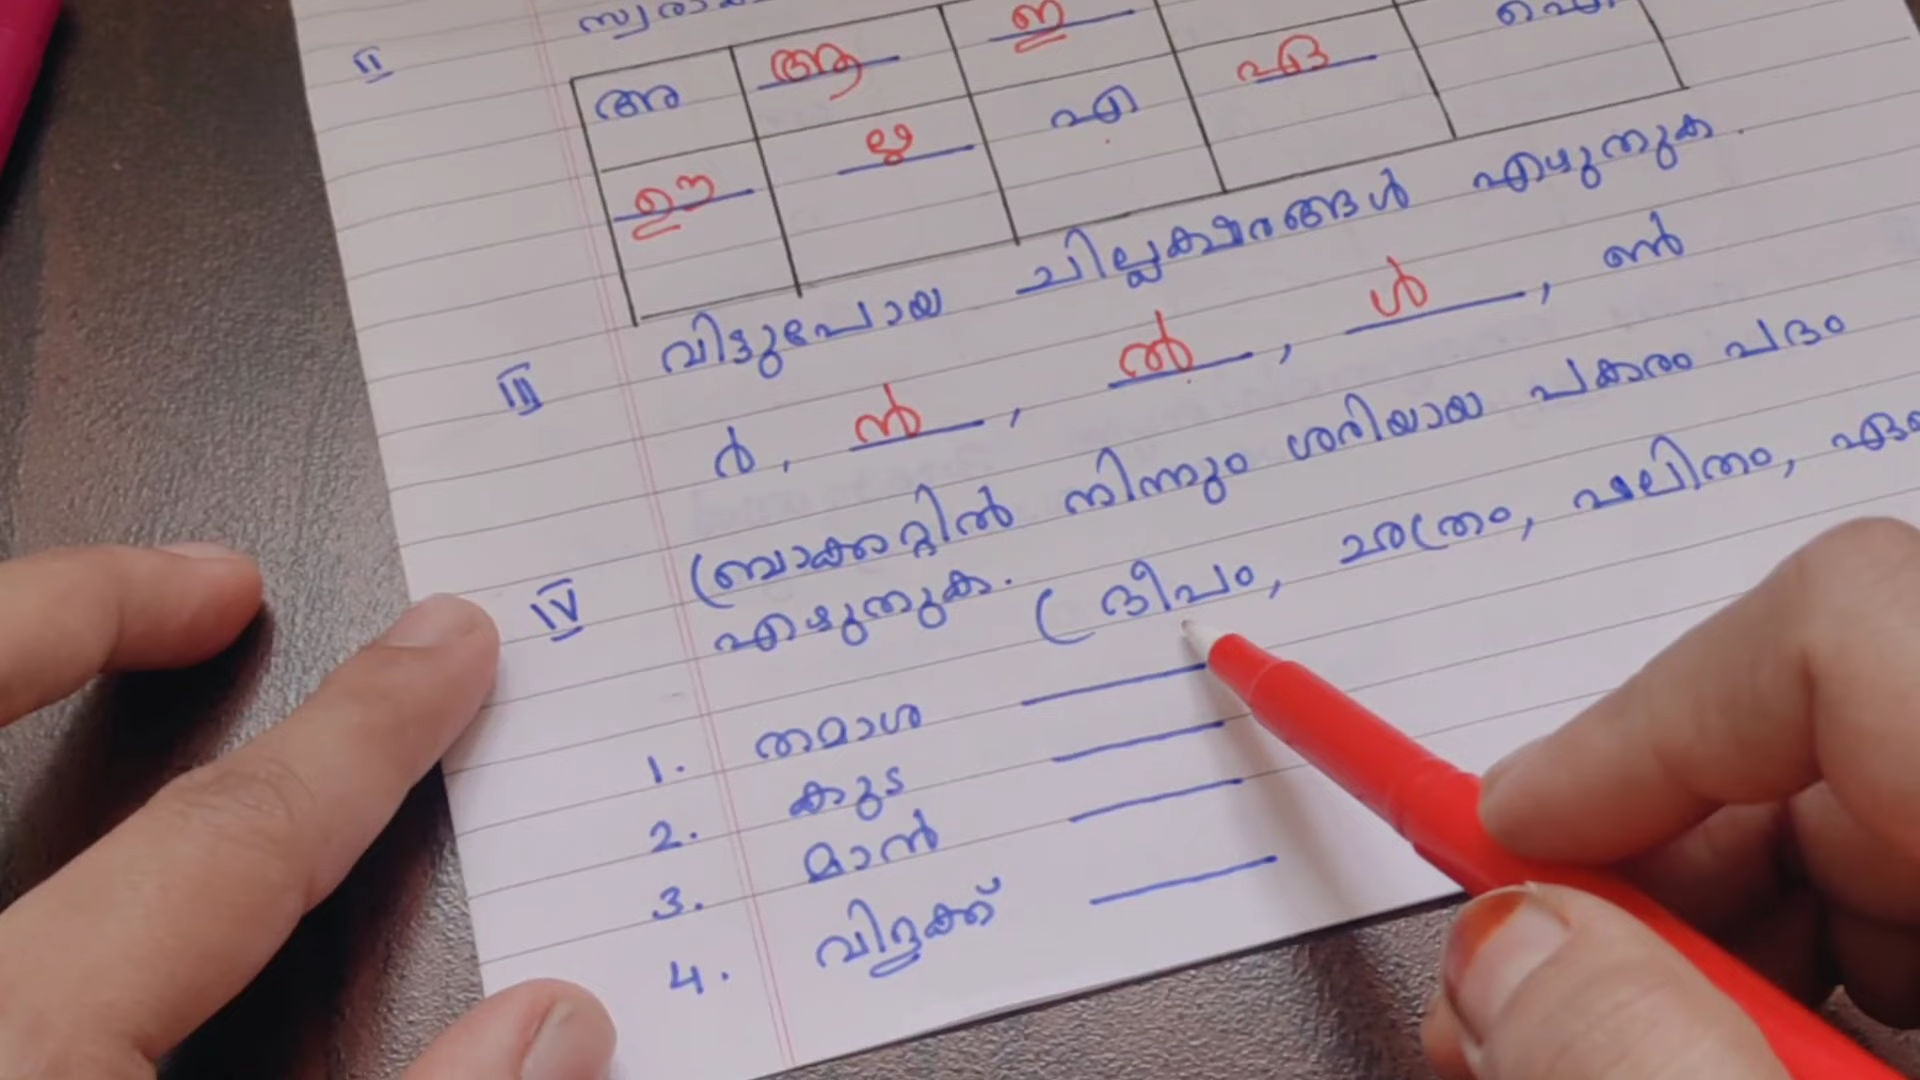 II
അ ആ ഇ
ഊ ഋ എ ഏ
III വിട്ടുപോയ ചില്ലക്ഷരങ്ങൾ എഴുതുക.
ർ, ൻ, ൽ, ൾ, ൺ
IV ബ്രാക്കറ്റിൽ നിന്നും ശരിയായ പകരം പദം
എഴുതുക. ( ദീപം, ഛത്രം, ഫലിതം,
1. തമാശ
2. കുട
3. മാൻ
4. വിളക്ക്